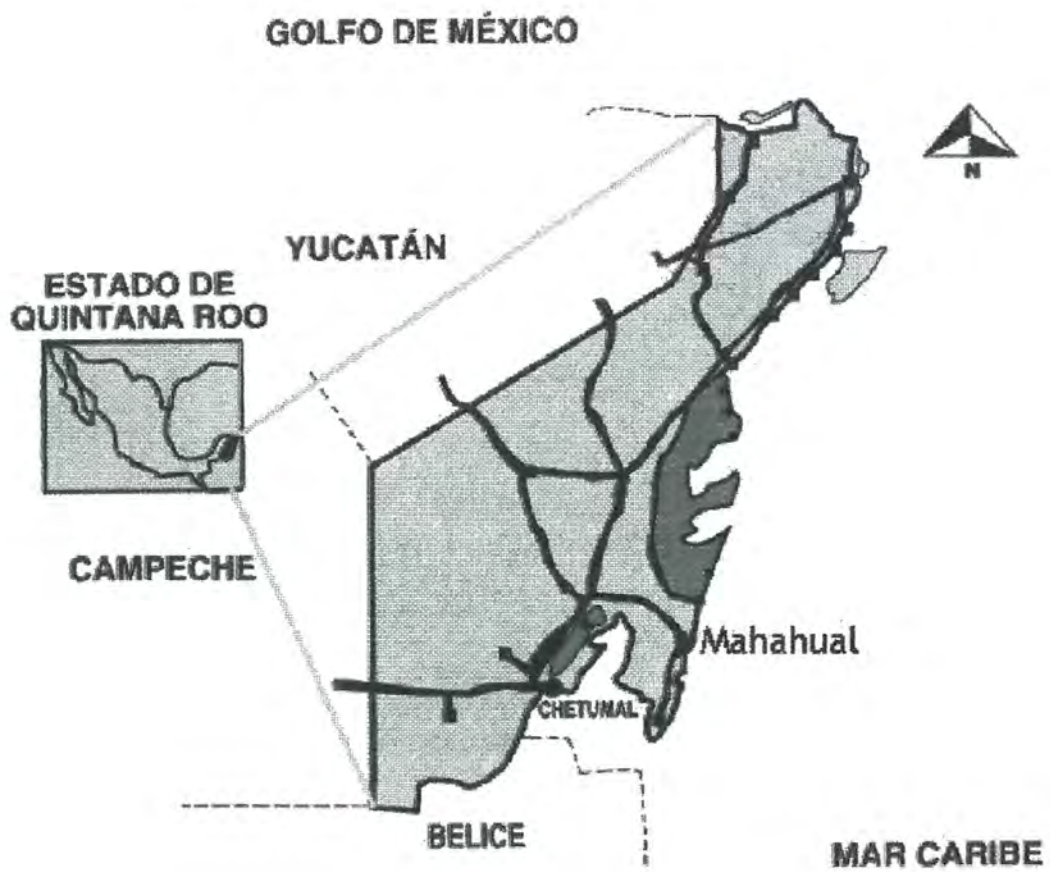 GOLFO DE MÉXICO
N
YUCATÁN
ESTADO DE
QUINTANA ROO
CAMPECHE
Mahahual
CHETUMAL
BELICE
MAR CARIBE